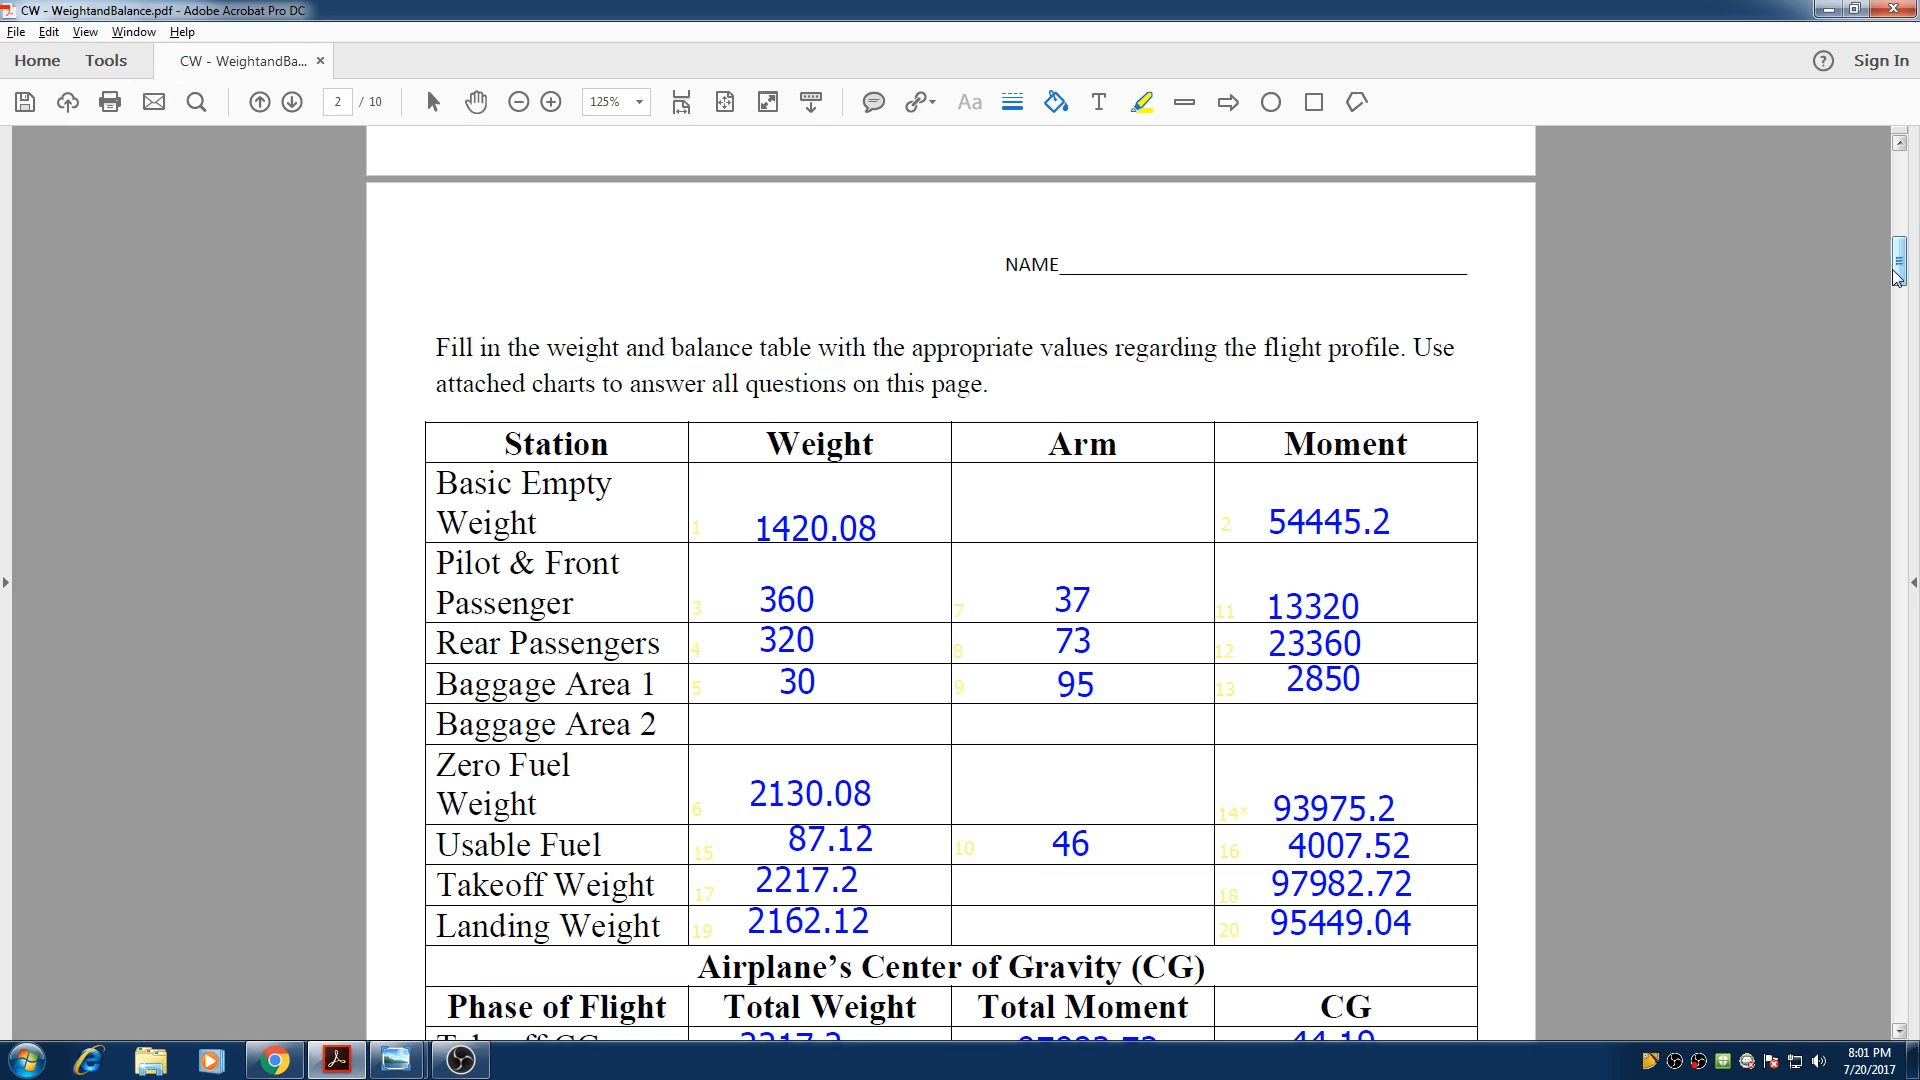 CW - WeightandBalance.pdf - Adobe Acrobat Pro DC
File Edit View Window Help
Home Tools CW - WeightandBa... × ? Sign In
2 / 10 125% Aa T
NAME
Fill in the weight and balance table with the appropriate values regarding the flight profile. Use
attached charts to answer all questions on this page.
Station Weight Arm Moment
Basic Empty
Weight 1 1420.08 2 54445.2
Pilot & Front
Passenger 3 360 7 37 11 13320
Rear Passengers 4 320 8 73 12 23360
Baggage Area 1 5 30 9 95 13 2850
Baggage Area 2
Zero Fuel
Weight 6 2130.08 14* 93975.2
Usable Fuel 15 87.12 10 46 16 4007.52
Takeoff Weight 17 2217.2 18 97982.72
Landing Weight 19 2162.12 20 95449.04
Airplane’s Center of Gravity (CG)
Phase of Flight Total Weight Total Moment CG
2217.2 97982.72 44.19
8:01 PM
7/20/2017